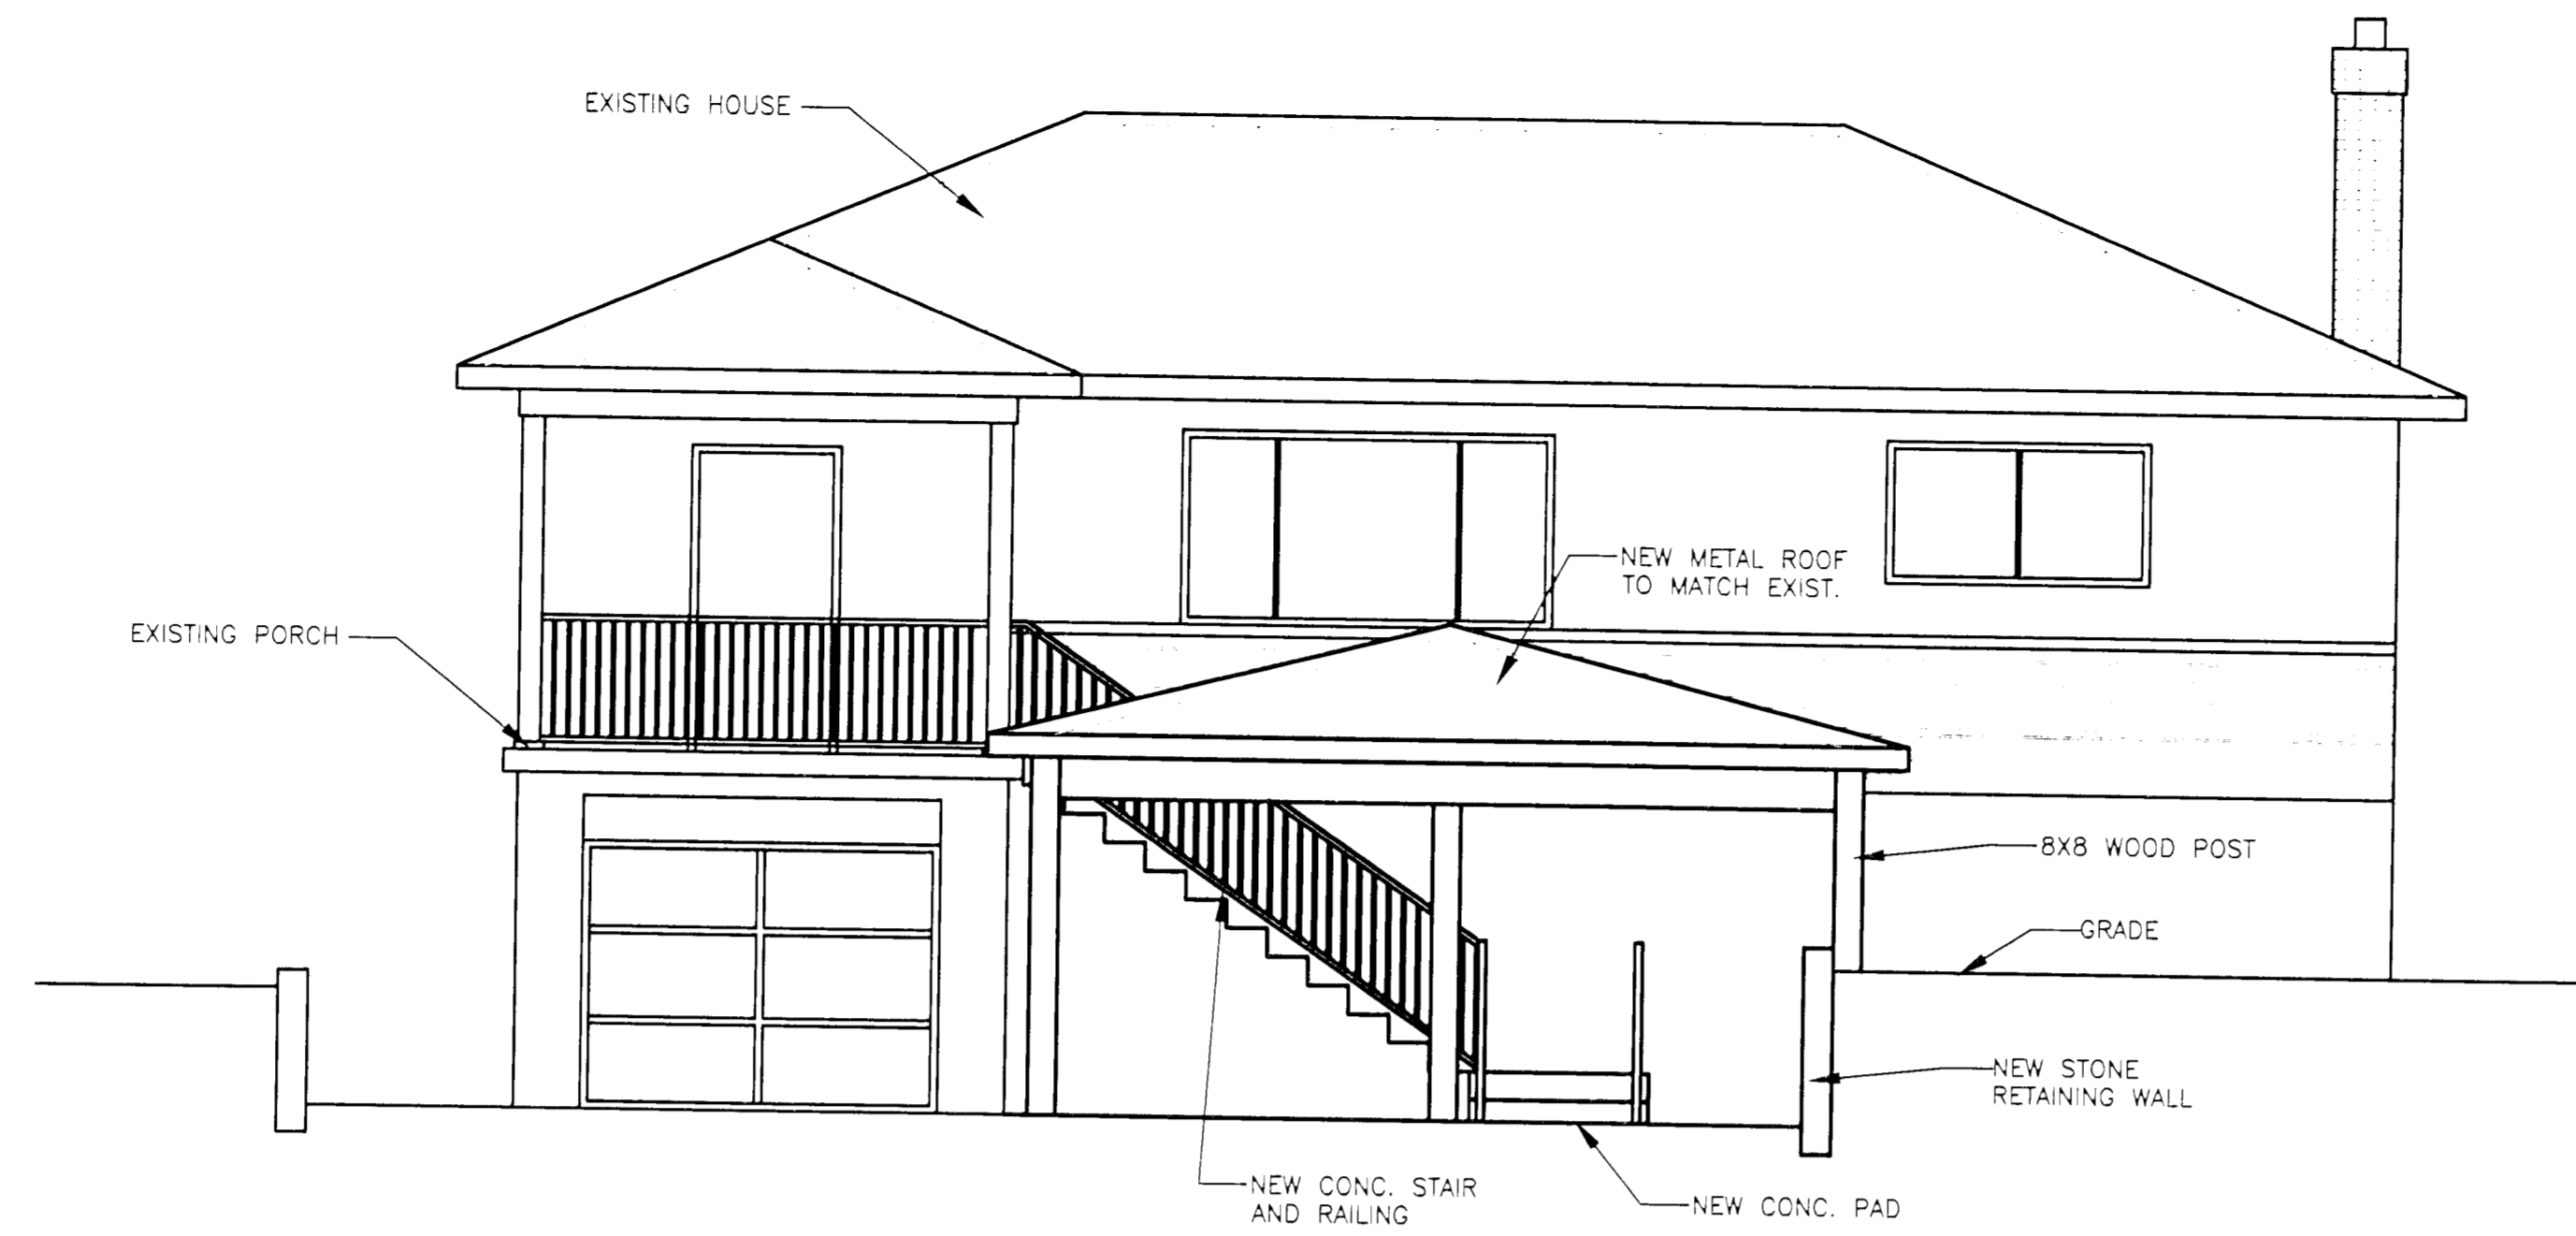 EXISTING HOUSE
NEW METAL ROOF
TO MATCH EXIST.
EXISTING PORCH
8X8 WOOD POST
GRADE
NEW STONE
RETAINING WALL
NEW CONC. STAIR
AND RAILING
NEW CONC. PAD